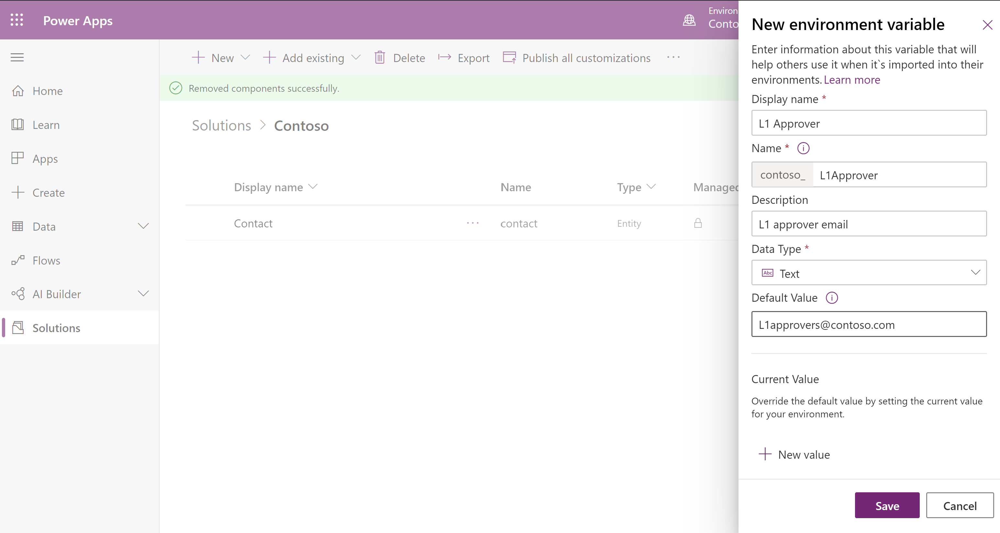 Power Apps
Environ
Conto
Home
Learn
Apps
Create
Data
Flows
AI Builder
Solutions
New
Add existing
Delete
Export
Publish all customizations
Removed components successfully.
Solutions > Contoso
Display name
Name
Type
Managed
Contact
contact
Entity
New environment variable
Enter information about this variable that will
help others use it when it`s imported into their
environments. Learn more
Display name *
L1 Approver
Name *
contoso_ L1Approver
Description
L1 approver email
Data Type *
Abc Text
Default Value
L1approvers@contoso.com
Current Value
Override the default value by setting the current value
for your environment.
New value
Save
Cancel